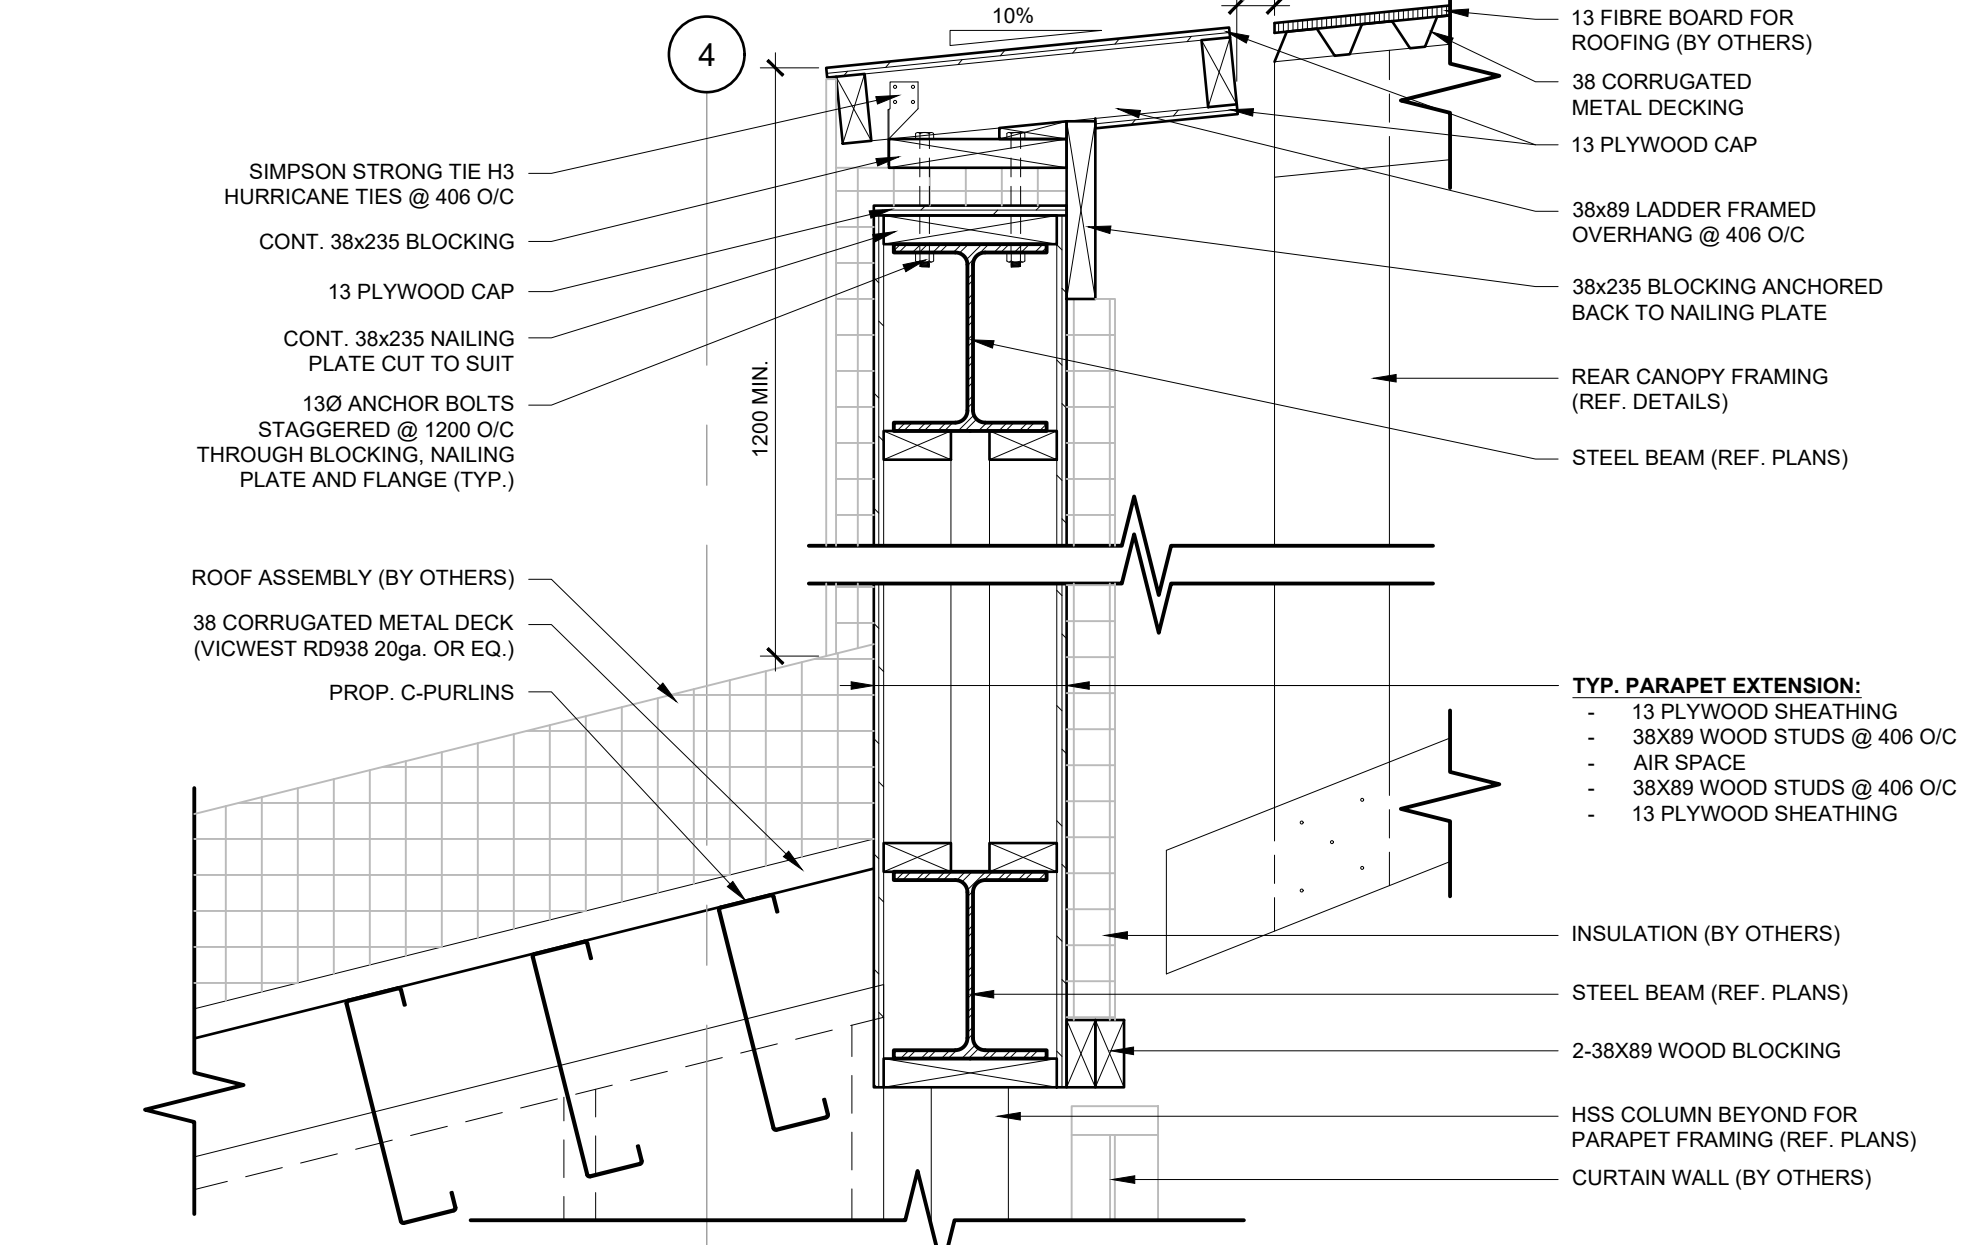 4
10%
SIMPSON STRONG TIE H3
HURRICANE TIES @ 406 O/C
CONT. 38x235 BLOCKING
13 PLYWOOD CAP
CONT. 38x235 NAILING
PLATE CUT TO SUIT
13Ø ANCHOR BOLTS
STAGGERED @ 1200 O/C
THROUGH BLOCKING, NAILING
PLATE AND FLANGE (TYP.)
1200 MIN.
ROOF ASSEMBLY (BY OTHERS)
38 CORRUGATED METAL DECK
(VICWEST RD938 20ga. OR EQ.)
PROP. C-PURLINS
13 FIBRE BOARD FOR
ROOFING (BY OTHERS)
38 CORRUGATED
METAL DECKING
13 PLYWOOD CAP
38x89 LADDER FRAMED
OVERHANG @ 406 O/C
38x235 BLOCKING ANCHORED
BACK TO NAILING PLATE
REAR CANOPY FRAMING
(REF. DETAILS)
STEEL BEAM (REF. PLANS)
TYP. PARAPET EXTENSION:
- 13 PLYWOOD SHEATHING
- 38X89 WOOD STUDS @ 406 O/C
- AIR SPACE
- 38X89 WOOD STUDS @ 406 O/C
- 13 PLYWOOD SHEATHING
INSULATION (BY OTHERS)
STEEL BEAM (REF. PLANS)
2-38X89 WOOD BLOCKING
HSS COLUMN BEYOND FOR
PARAPET FRAMING (REF. PLANS)
CURTAIN WALL (BY OTHERS)